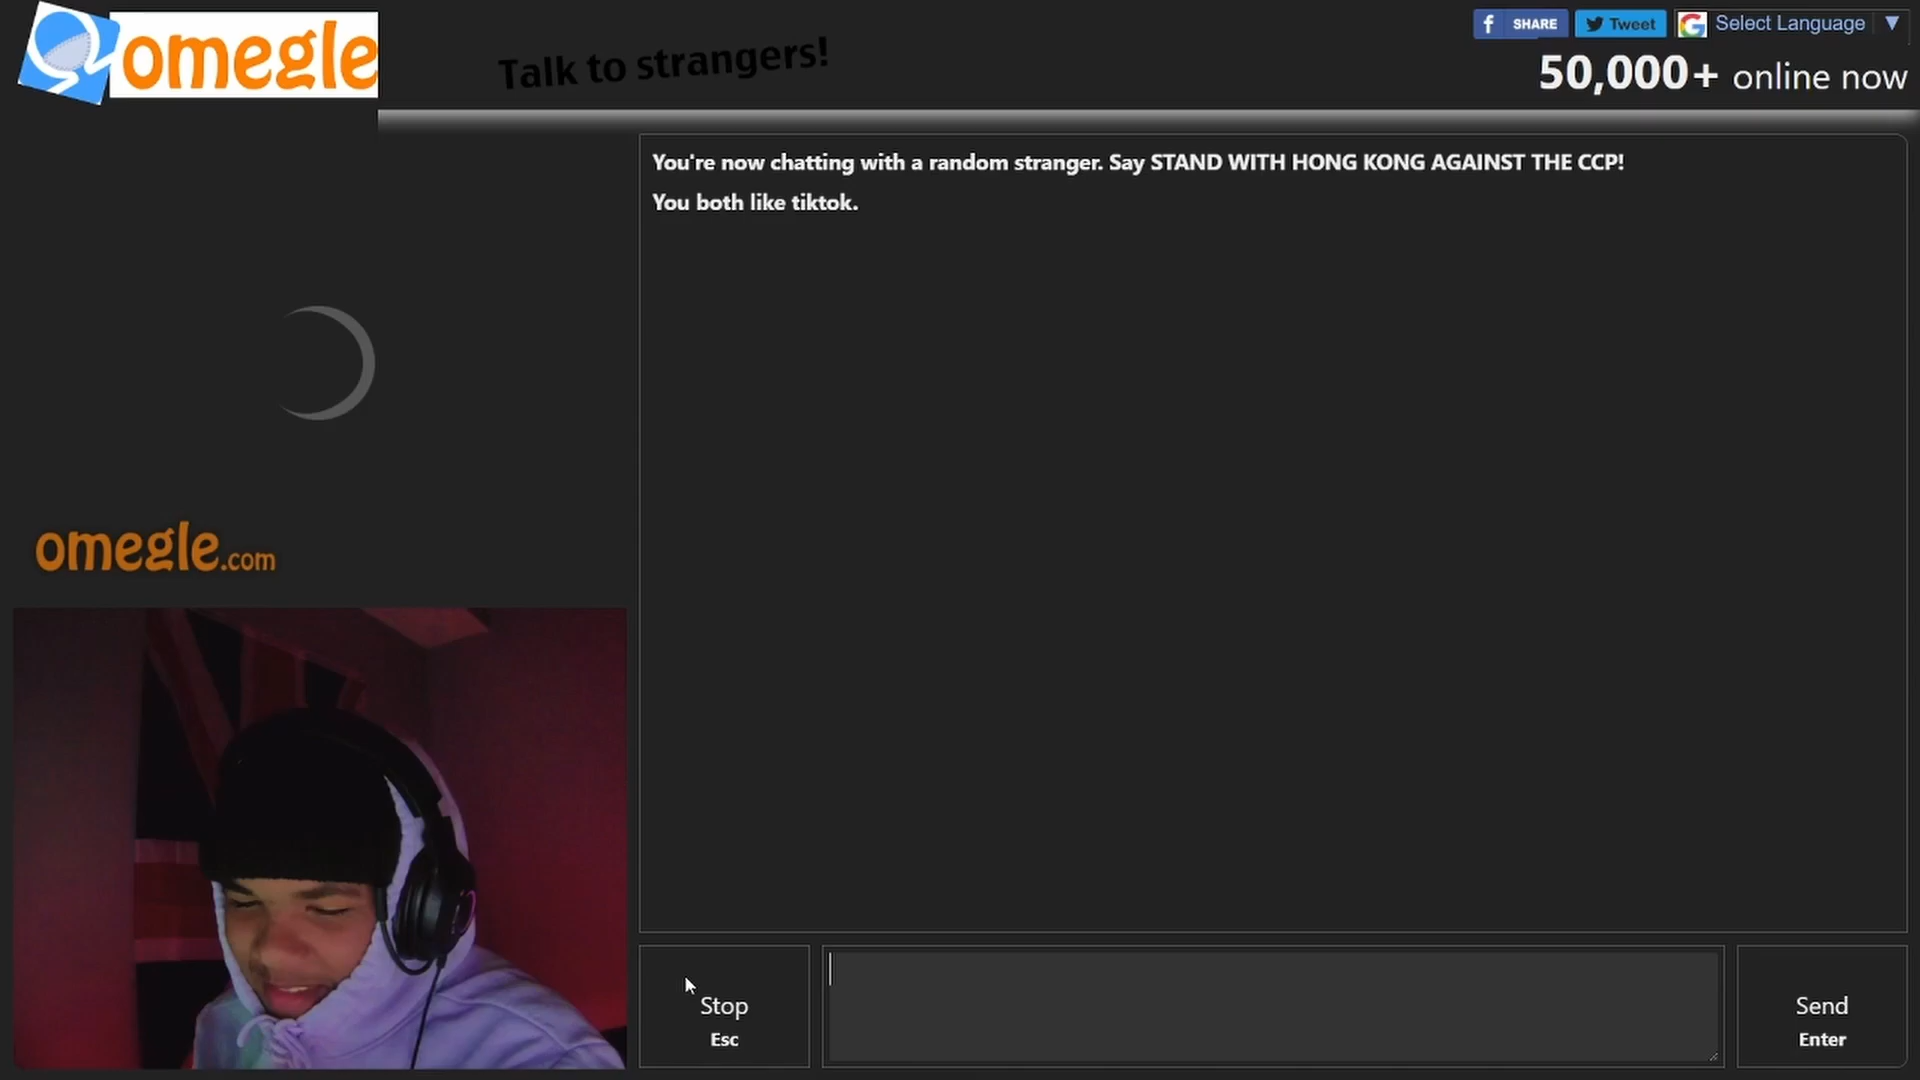 omegle
Talk to strangers!
SHARE
Tweet
Select Language
50,000+ online now
You're now chatting with a random stranger. Say STAND WITH HONG KONG AGAINST THE CCP!
You both like tiktok.
omegle.com
Stop
Esc
Send
Enter